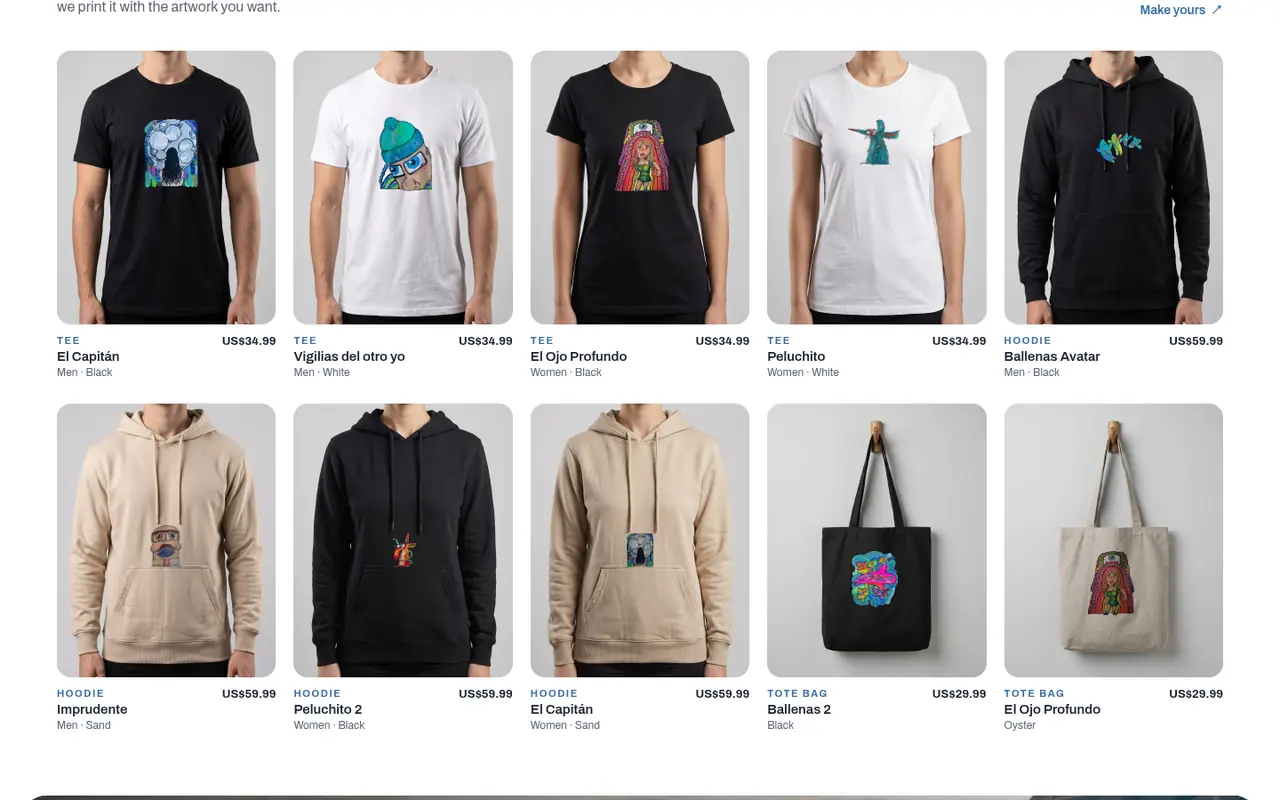 we print it with the artwork you want.
Make yours ↗
TEE US$34.99
El Capitán
Men · Black
TEE US$34.99
Vigilias del otro yo
Men · White
TEE US$34.99
El Ojo Profundo
Women · Black
TEE US$34.99
Peluchito
Women · White
HOODIE US$59.99
Ballenas Avatar
Men · Black
HOODIE US$59.99
Imprudente
Men · Sand
HOODIE US$59.99
Peluchito 2
Women · Black
HOODIE US$59.99
El Capitán
Women · Sand
TOTE BAG US$29.99
Ballenas 2
Black
TOTE BAG US$29.99
El Ojo Profundo
Oyster